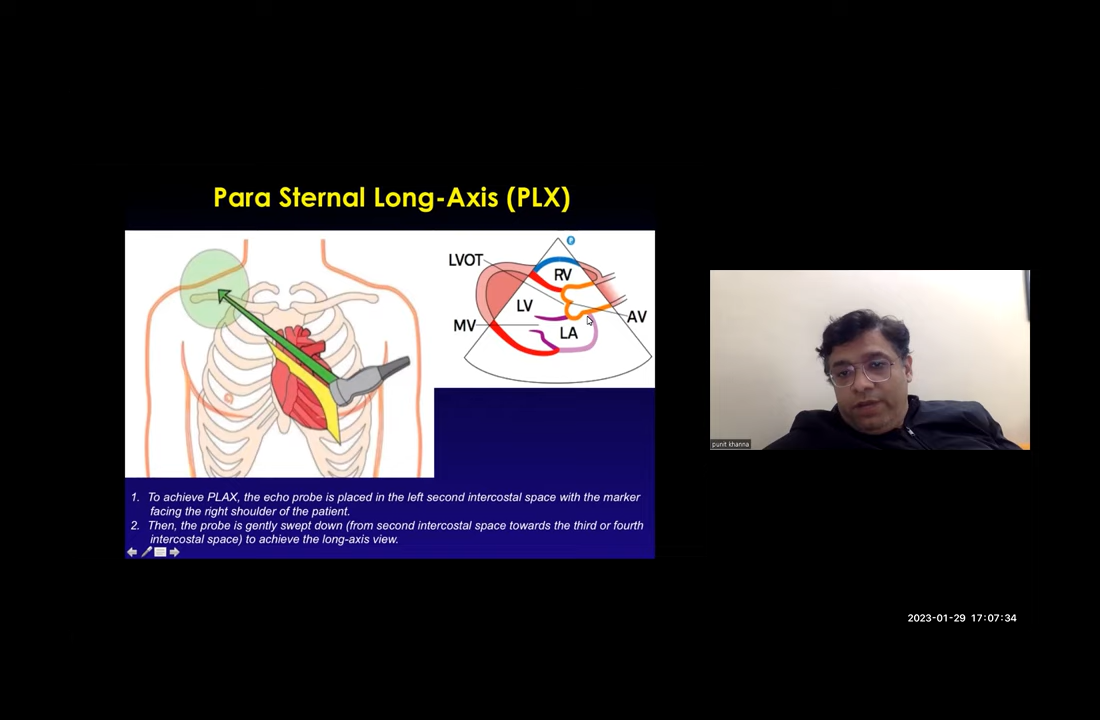 Para Sternal Long-Axis (PLX)
P
LVOT
RV
LV
AV
MV
LA
1. To achieve PLAX, the echo probe is placed in the left second intercostal space with the marker
facing the right shoulder of the patient.
2. Then, the probe is gently swept down (from second intercostal space towards the third or fourth
intercostal space) to achieve the long-axis view.
punit khanna
2023-01-29 17:07:34